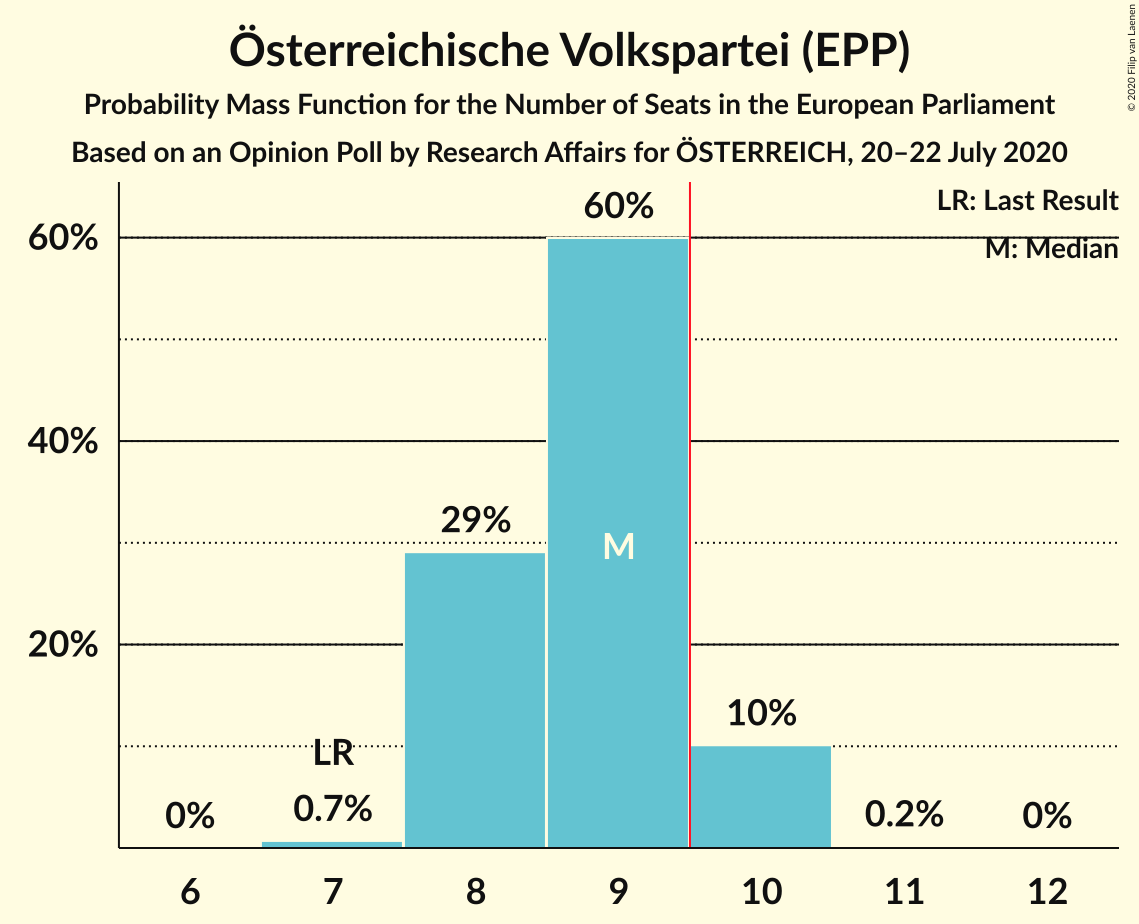 Österreichische Volkspartei (EPP)
Probability Mass Function for the Number of Seats in the European Parliament
Based on an Opinion Poll by Research Affairs for ÖSTERREICH, 20–22 July 2020
© 2020 Filip van Laenen
LR: Last Result
M: Median
60%
40%
20%
0%
LR
0.7%
29%
60%
M
10%
0.2%
0%
6 7 8 9 10 11 12